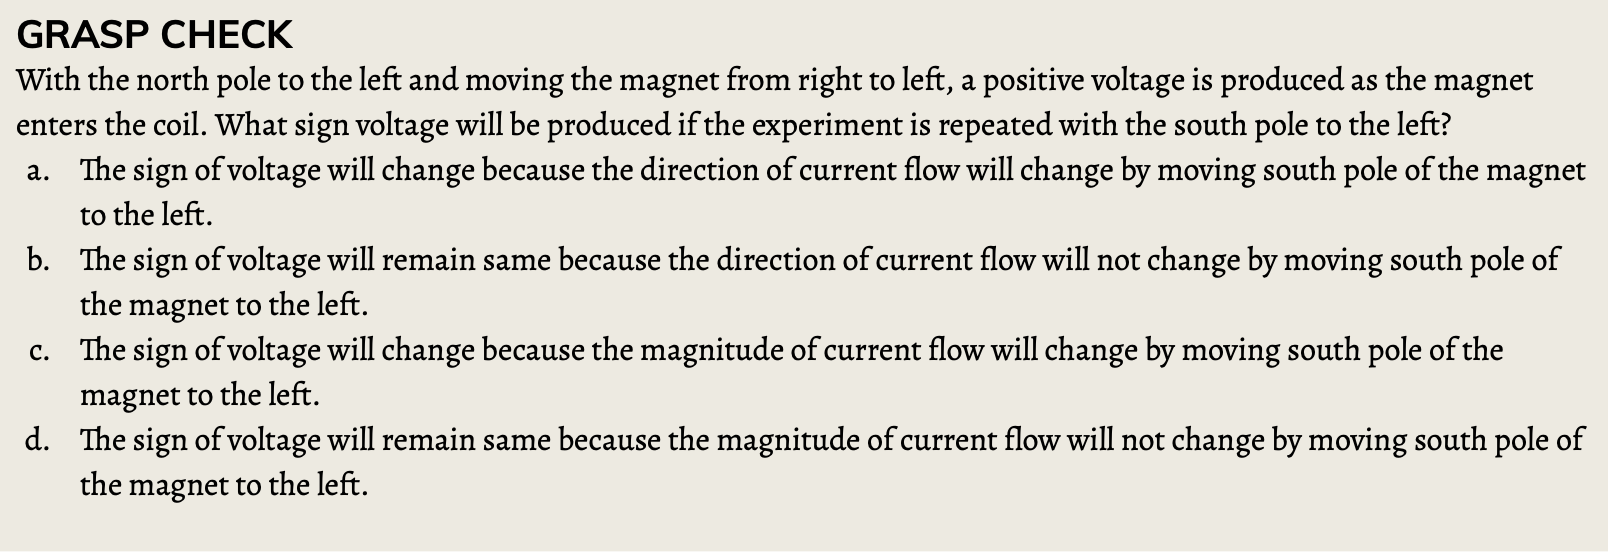 GRASP CHECK
With the north pole to the left and moving the magnet from right to left, a positive voltage is produced as the magnet
enters the coil. What sign voltage will be produced if the experiment is repeated with the south pole to the left?
a. The sign of voltage will change because the direction of current flow will change by moving south pole of the magnet
to the left.
b. The sign of voltage will remain same because the direction of current flow will not change by moving south pole of
the magnet to the left.
c. The sign of voltage will change because the magnitude of current flow will change by moving south pole of the
magnet to the left.
d. The sign of voltage will remain same because the magnitude of current flow will not change by moving south pole of
the magnet to the left.